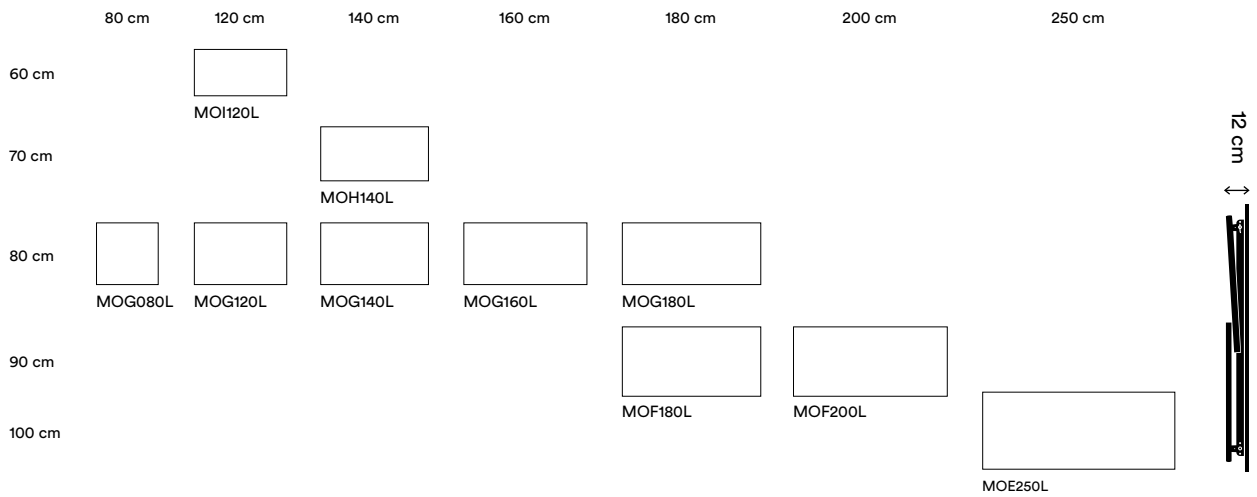 80 cm 120 cm 140 cm 160 cm 180 cm 200 cm 250 cm
60 cm
MOI120L
12 cm
70 cm
MOH140L
80 cm
MOG080L MOG120L MOG140L MOG160L MOG180L
90 cm
MOF180L MOF200L
100 cm
MOE250L